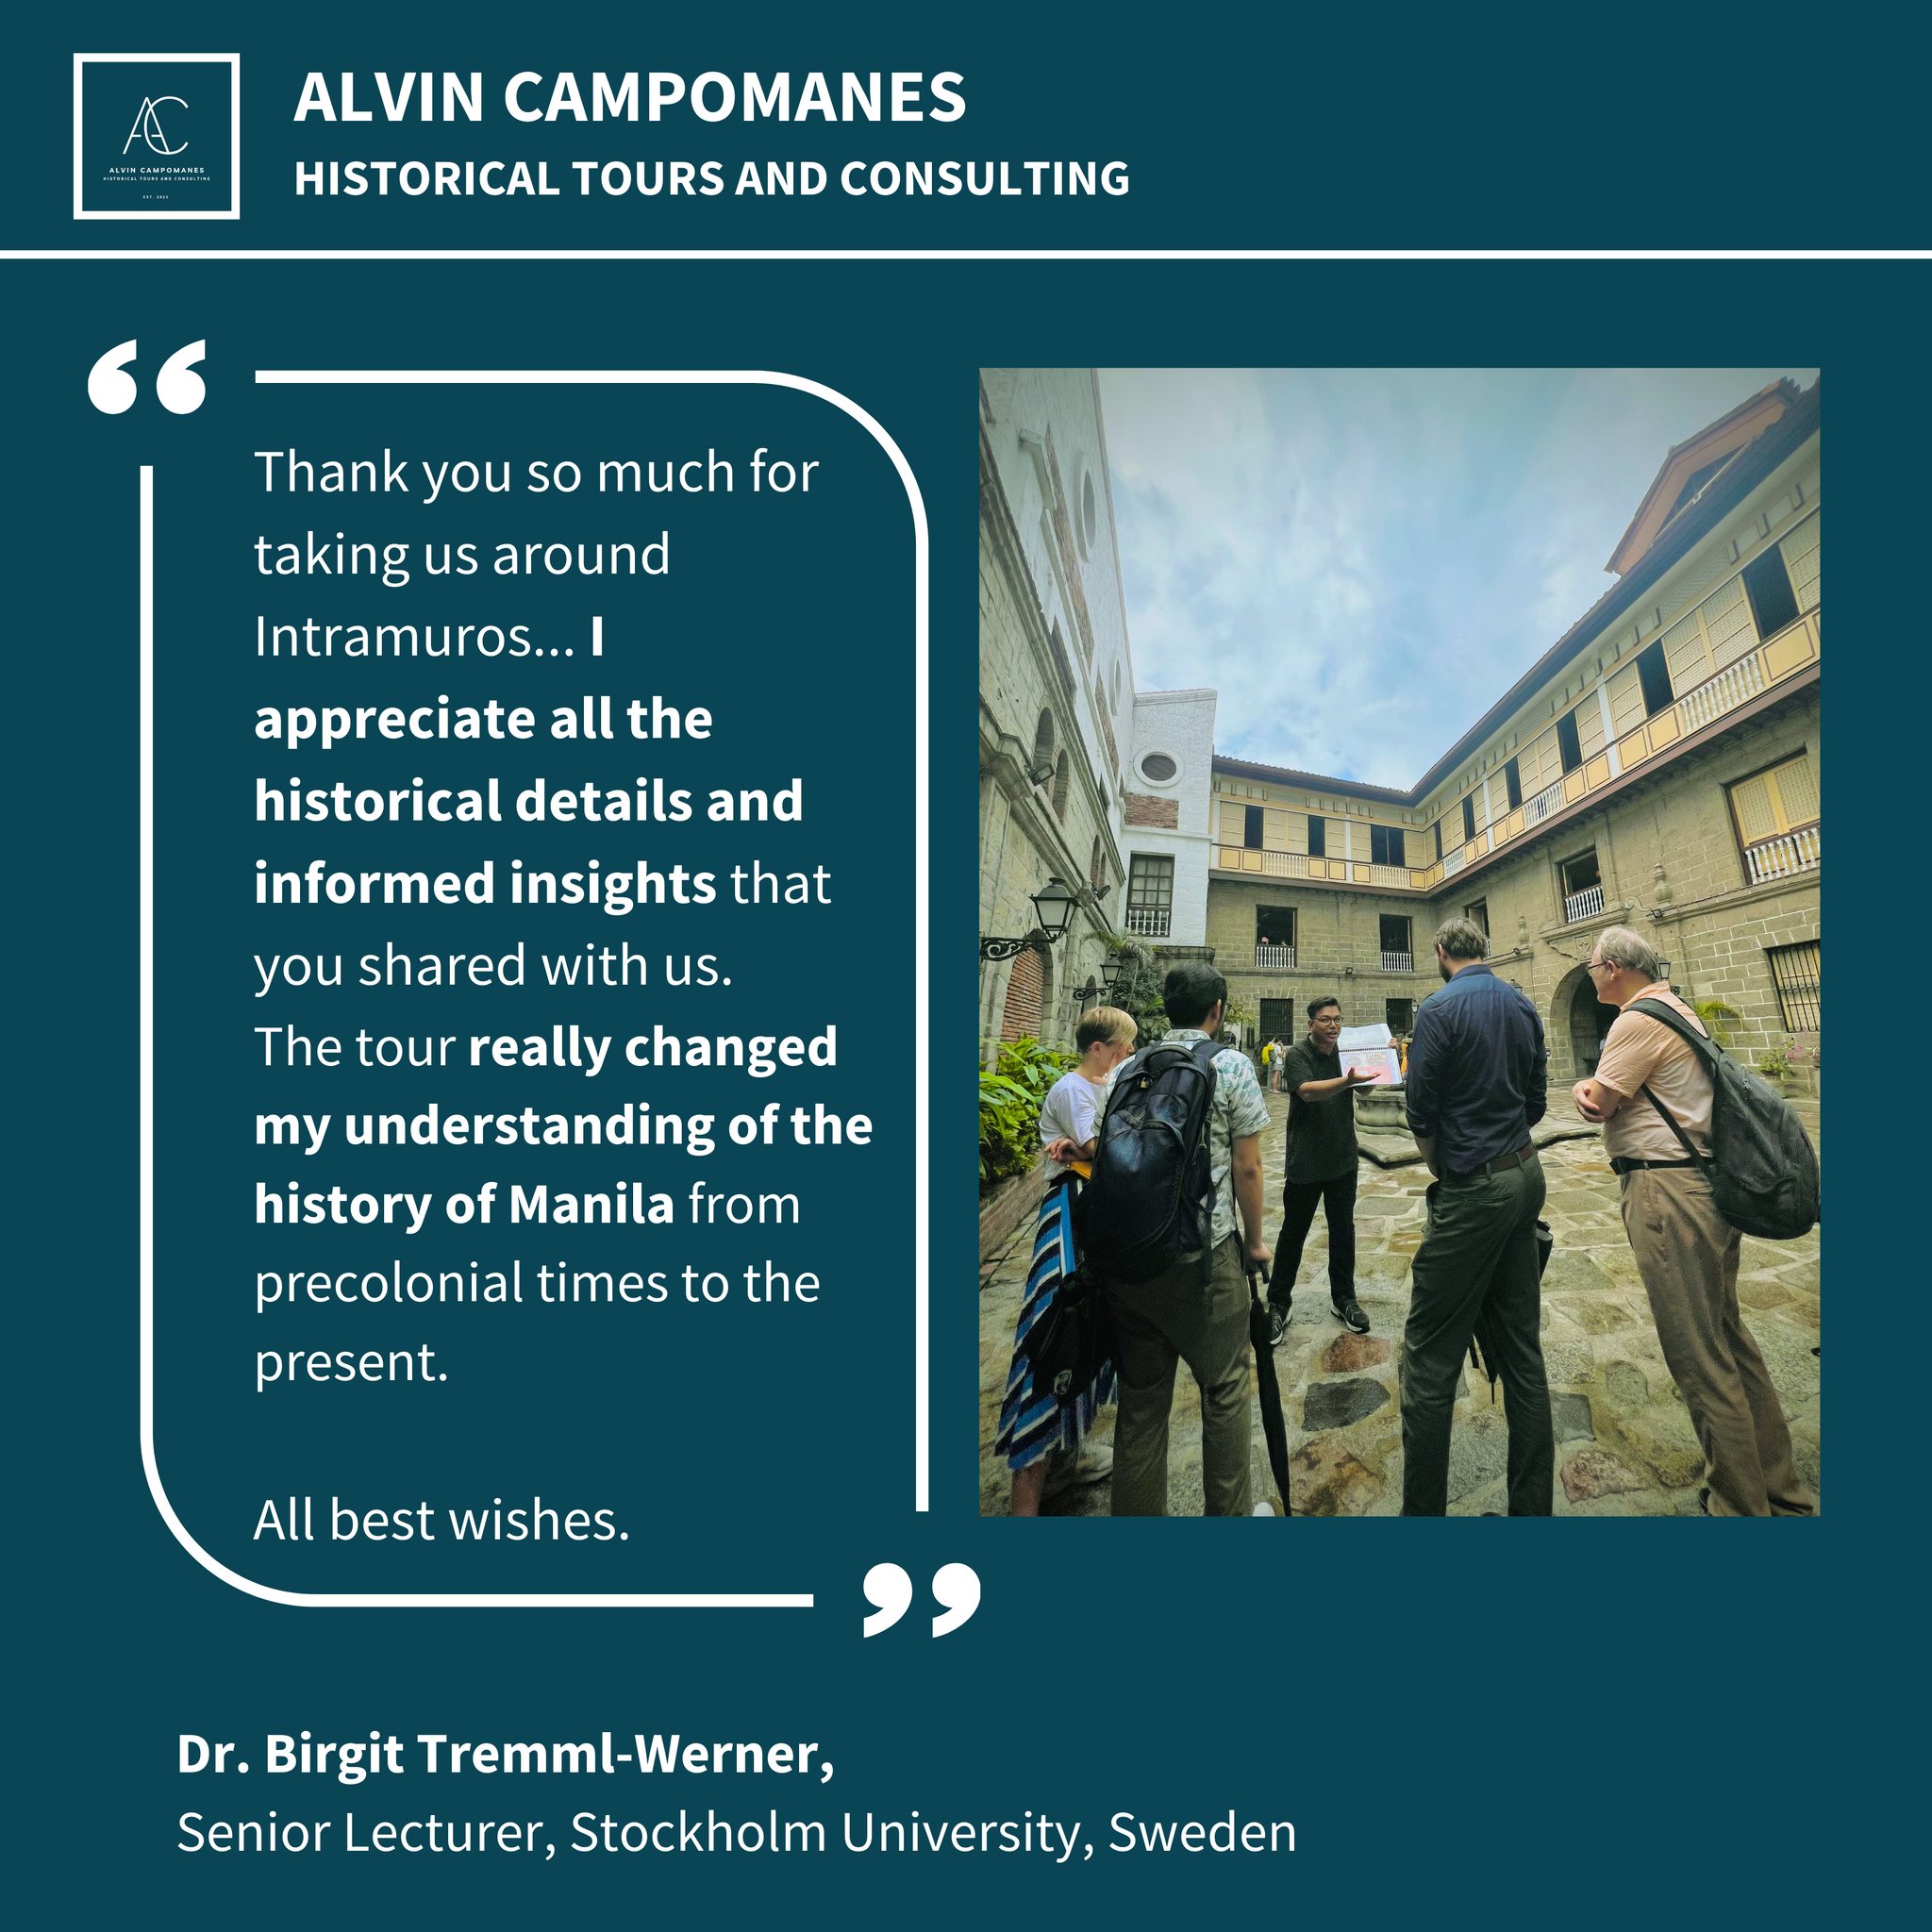 ALVIN CAMPOMANES
HISTORICAL TOURS AND CONSULTING
AC
ALVIN CAMPOMANES
HISTORICAL TOURS AND CONSULTING
EST. 2023
“
Thank you so much for
taking us around
Intramuros... I
appreciate all the
historical details and
informed insights that
you shared with us.
The tour really changed
my understanding of the
history of Manila from
precolonial times to the
present.
All best wishes.
”
Dr. Birgit Tremml-Werner,
Senior Lecturer, Stockholm University, Sweden